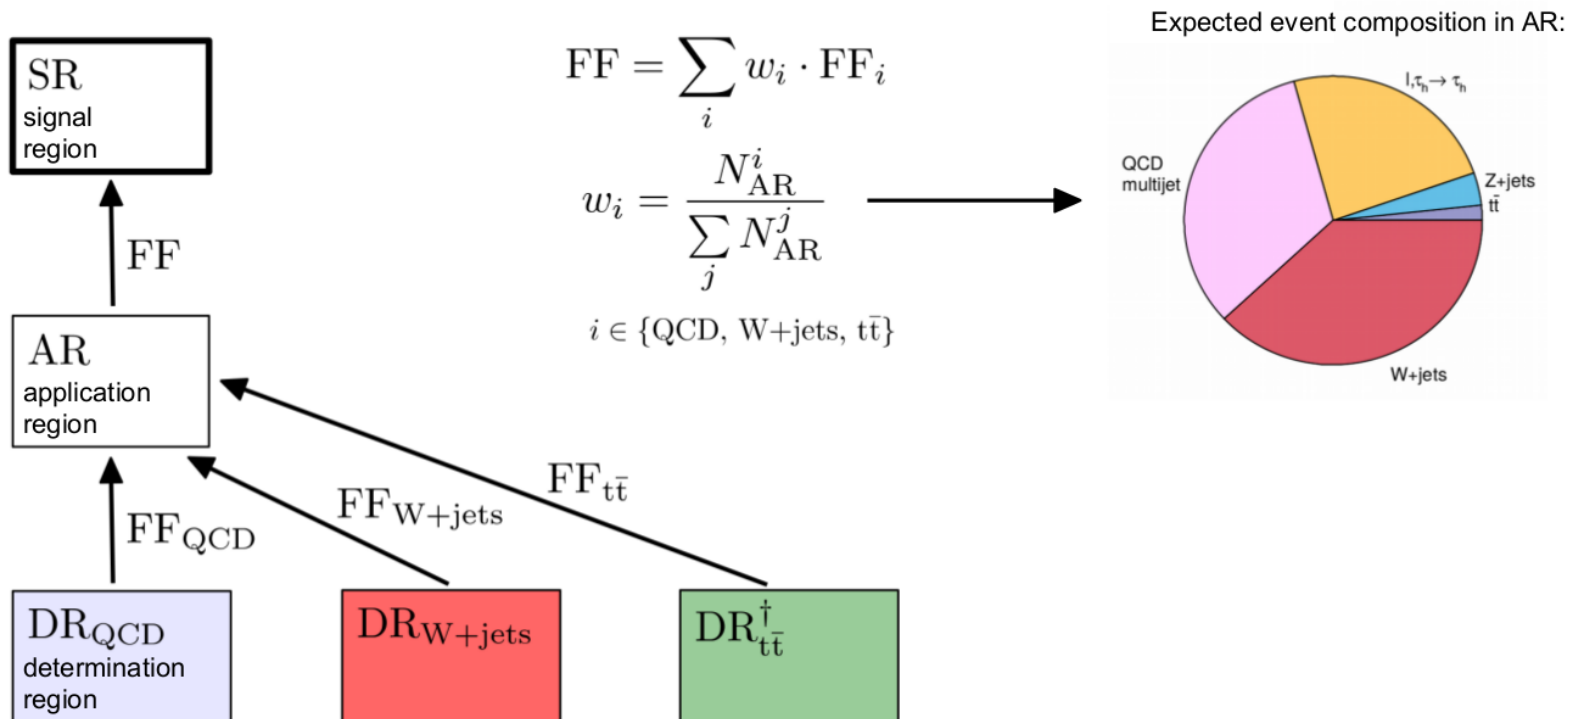 SR
signal
region
FF
AR
application
region
FF_QCD
FF_W+jets
FF_tt̄
DR_QCD
determination
region
DR_W+jets
DR†_tt̄
FF = ∑_i w_i · FF_i
w_i = N^i_AR / ∑_j N^j_AR
i ∈ {QCD, W+jets, tt̄}
Expected event composition in AR:
l,τ_h → τ_h
QCD
multijet
Z+jets
tt̄
W+jets